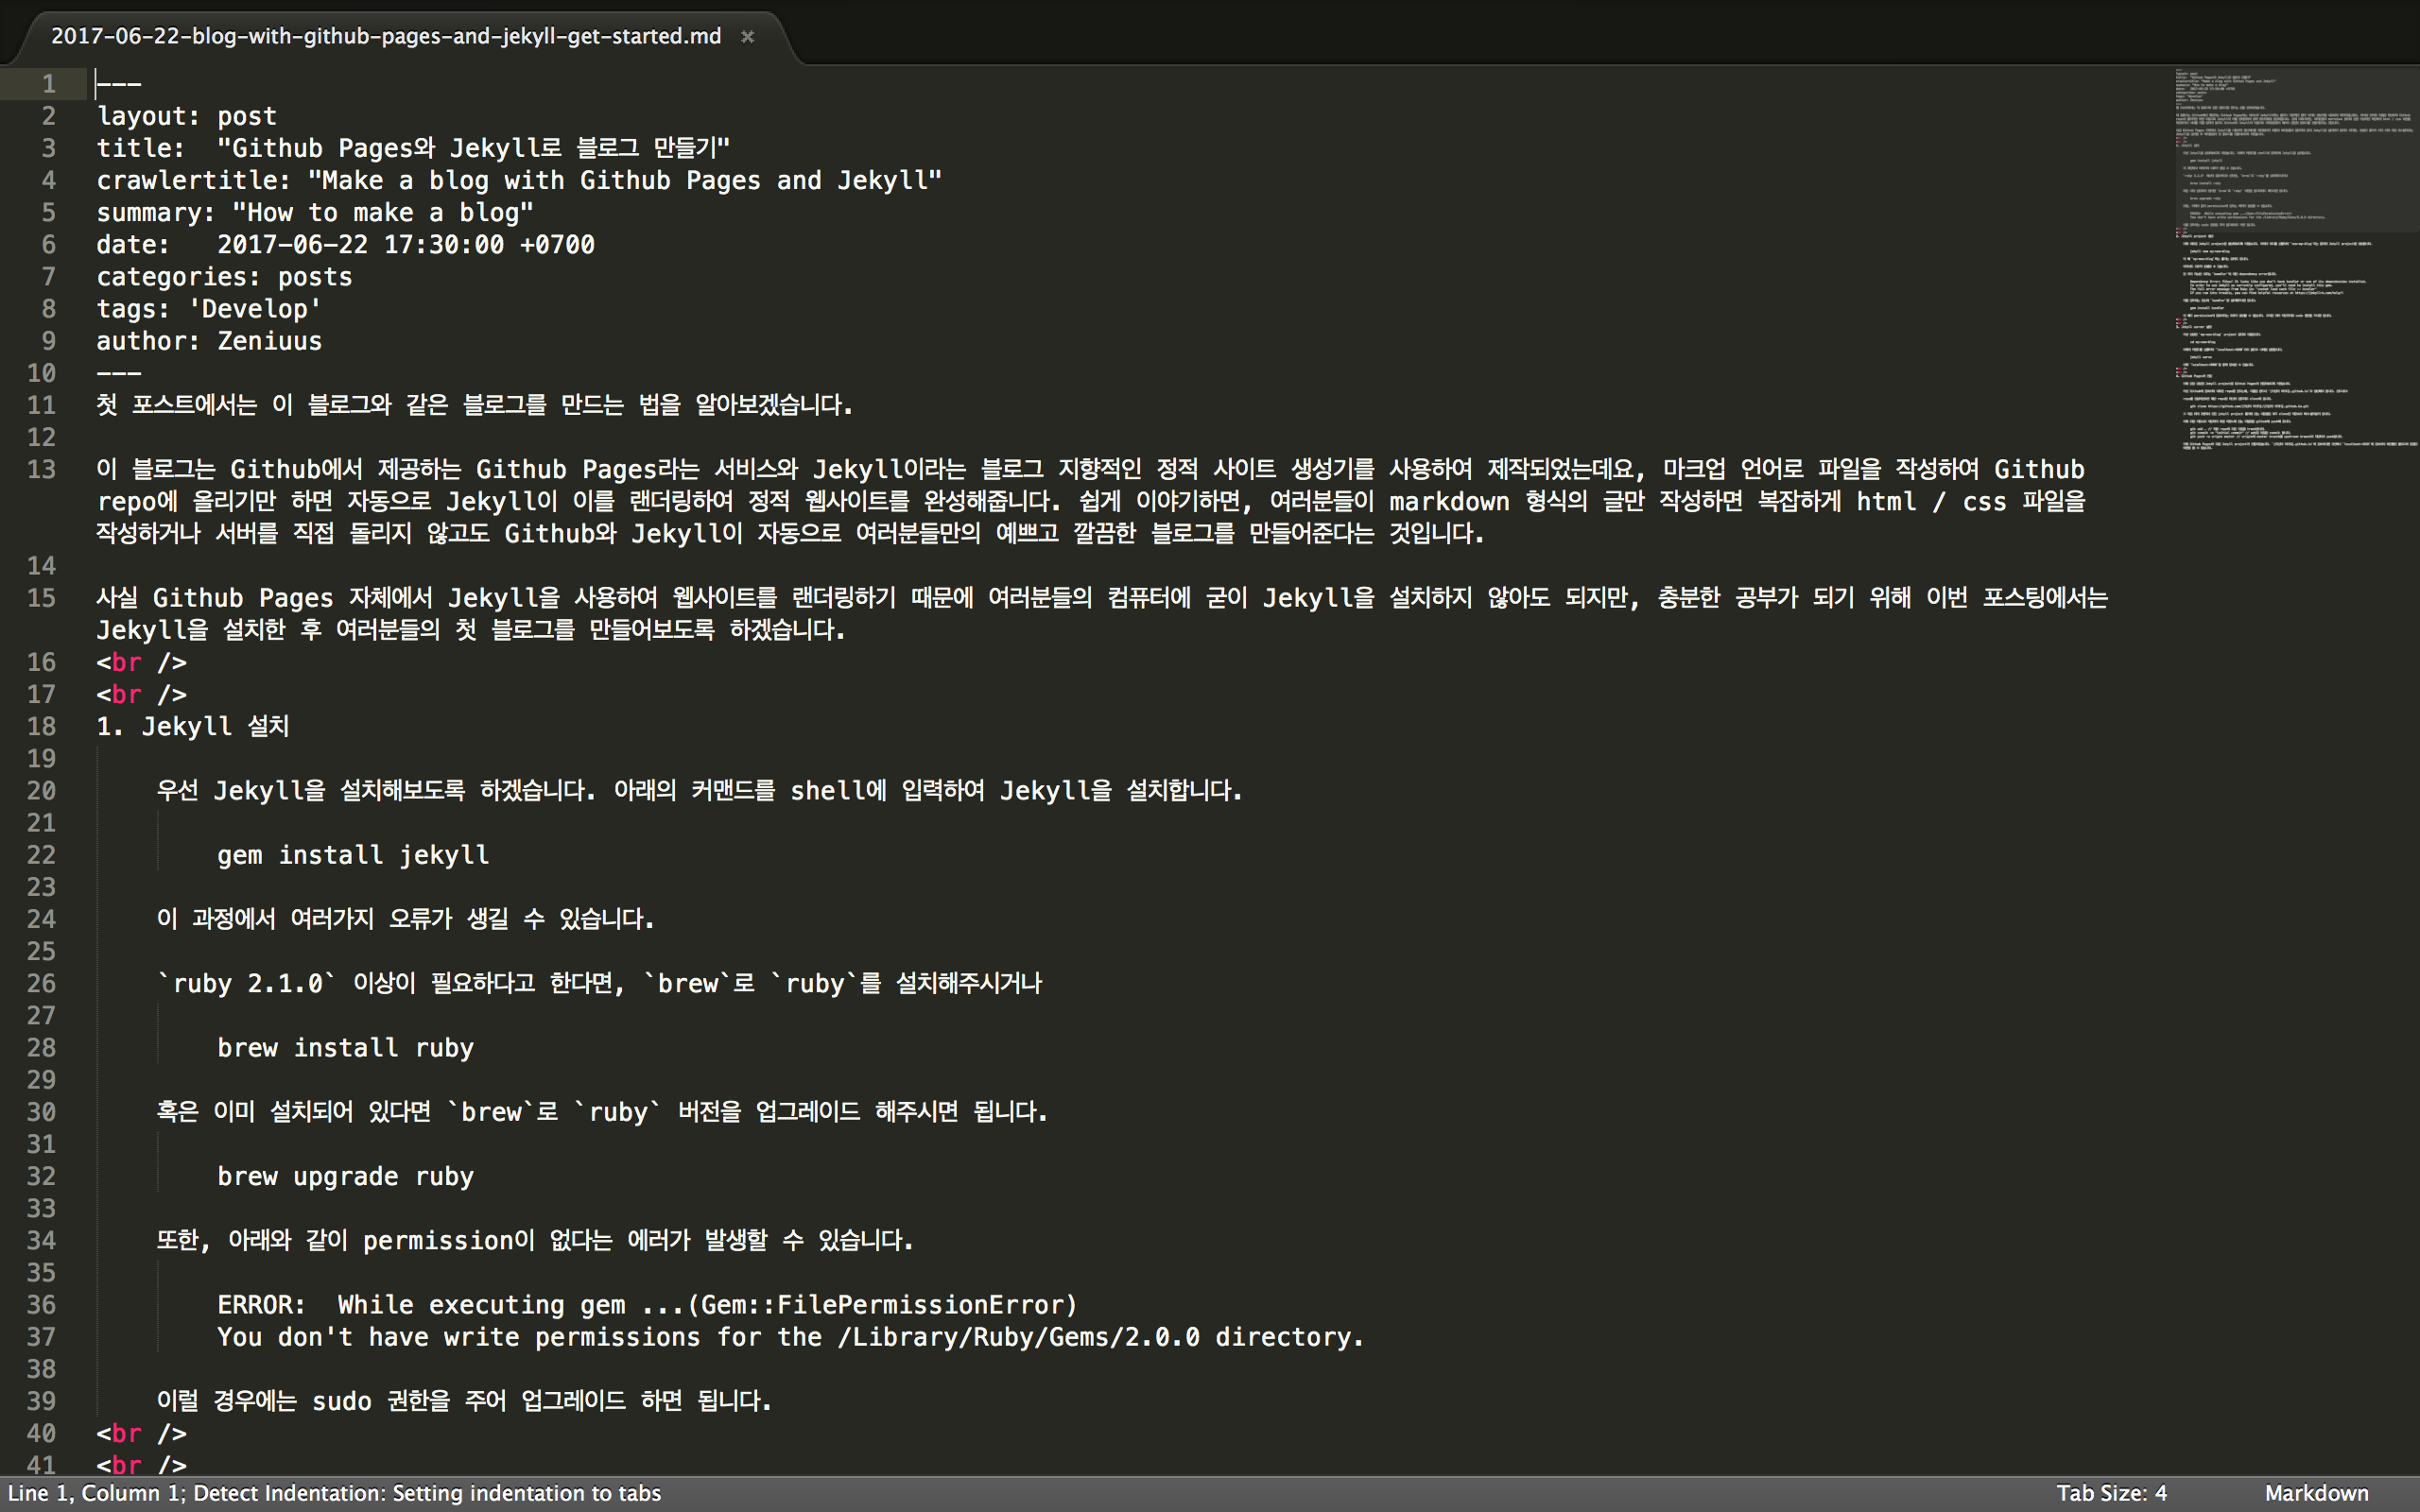 2017-06-22-blog-with-github-pages-and-jekyll-get-started.md ×
1 ---
2 layout: post
3 title:  "Github Pages와 Jekyll로 블로그 만들기"
4 crawlertitle: "Make a blog with Github Pages and Jekyll"
5 summary: "How to make a blog"
6 date:   2017-06-22 17:30:00 +0700
7 categories: posts
8 tags: 'Develop'
9 author: Zeniuus
10 ---
11 첫 포스트에서는 이 블로그와 같은 블로그를 만드는 법을 알아보겠습니다.
12
13 이 블로그는 Github에서 제공하는 Github Pages라는 서비스와 Jekyll이라는 블로그 지향적인 정적 사이트 생성기를 사용하여 제작되었는데요, 마크업 언어로 파일을 작성하여 Github
repo에 올리기만 하면 자동으로 Jekyll이 이를 랜더링하여 정적 웹사이트를 완성해줍니다. 쉽게 이야기하면, 여러분들이 markdown 형식의 글만 작성하면 복잡하게 html / css 파일을
작성하거나 서버를 직접 돌리지 않고도 Github와 Jekyll이 자동으로 여러분들만의 예쁘고 깔끔한 블로그를 만들어준다는 것입니다.
14
15 사실 Github Pages 자체에서 Jekyll을 사용하여 웹사이트를 랜더링하기 때문에 여러분들의 컴퓨터에 굳이 Jekyll을 설치하지 않아도 되지만, 충분한 공부가 되기 위해 이번 포스팅에서는
Jekyll을 설치한 후 여러분들의 첫 블로그를 만들어보도록 하겠습니다.
16 <br />
17 <br />
18 1. Jekyll 설치
19
20 우선 Jekyll을 설치해보도록 하겠습니다. 아래의 커맨드를 shell에 입력하여 Jekyll을 설치합니다.
21
22 gem install jekyll
23
24 이 과정에서 여러가지 오류가 생길 수 있습니다.
25
26 `ruby 2.1.0` 이상이 필요하다고 한다면, `brew`로 `ruby`를 설치해주시거나
27
28 brew install ruby
29
30 혹은 이미 설치되어 있다면 `brew`로 `ruby` 버전을 업그레이드 해주시면 됩니다.
31
32 brew upgrade ruby
33
34 또한, 아래와 같이 permission이 없다는 에러가 발생할 수 있습니다.
35
36 ERROR:  While executing gem ...(Gem::FilePermissionError)
37 You don't have write permissions for the /Library/Ruby/Gems/2.0.0 directory.
38
39 이럴 경우에는 sudo 권한을 주어 업그레이드 하면 됩니다.
40 <br />
41 <br />
Line 1, Column 1; Detect Indentation: Setting indentation to tabs Tab Size: 4 Markdown